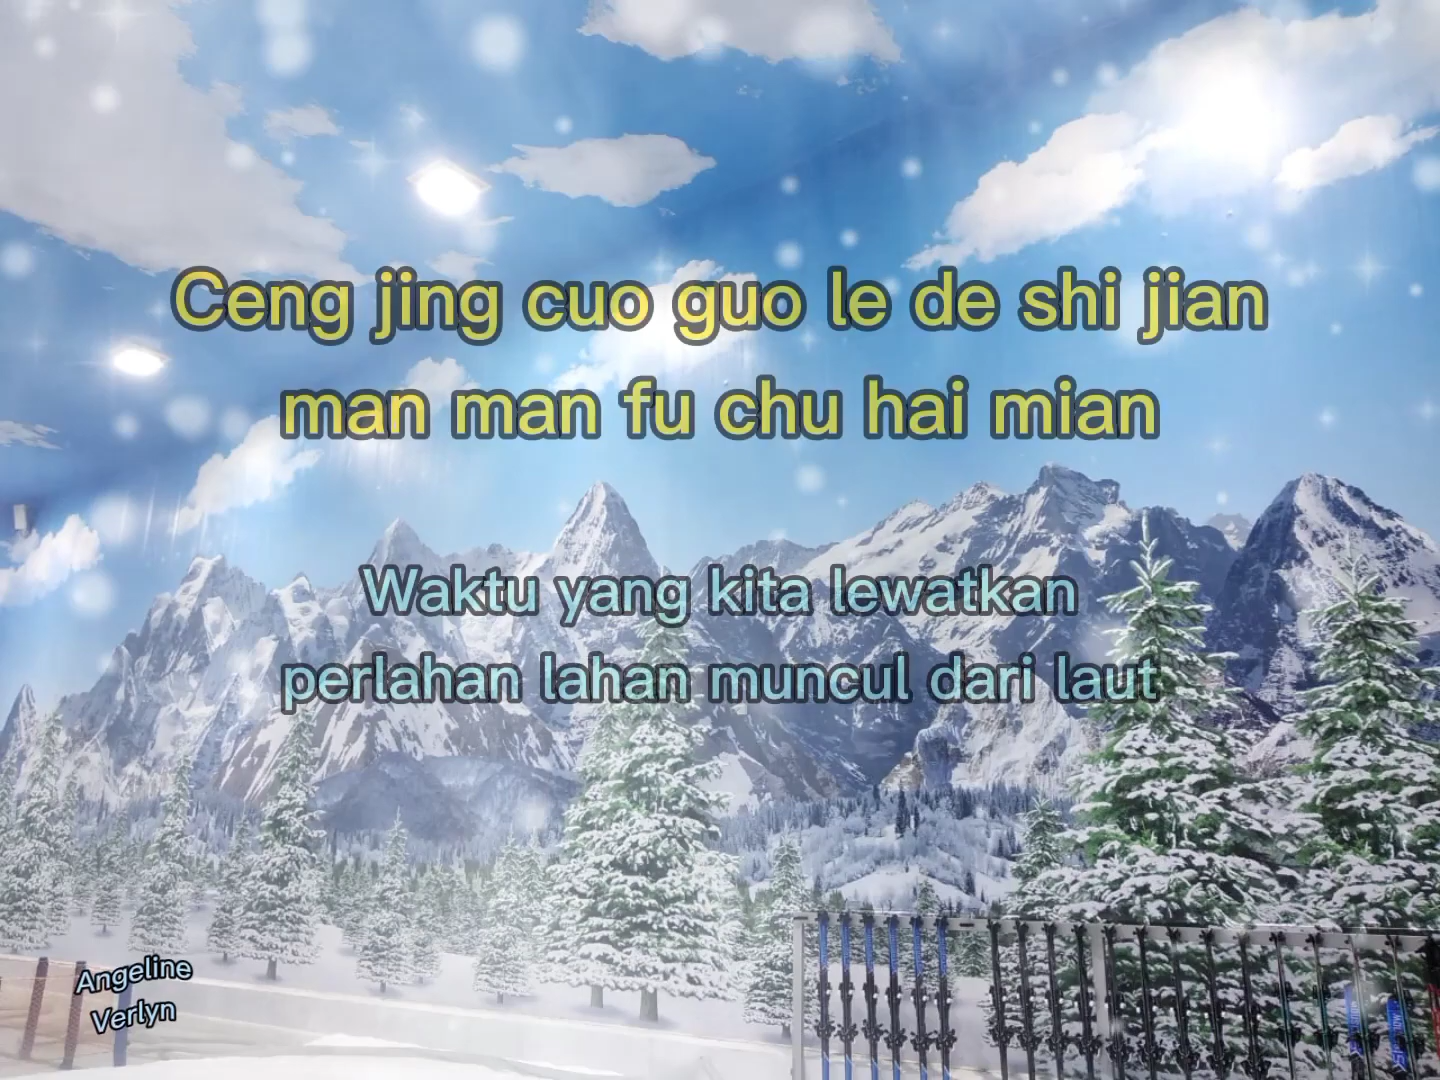 Ceng jing cuo guo le de shi jian
man man fu chu hai mian
Waktu yang kita lewatkan
perlahan lahan muncul dari laut
Angeline
Verlyn